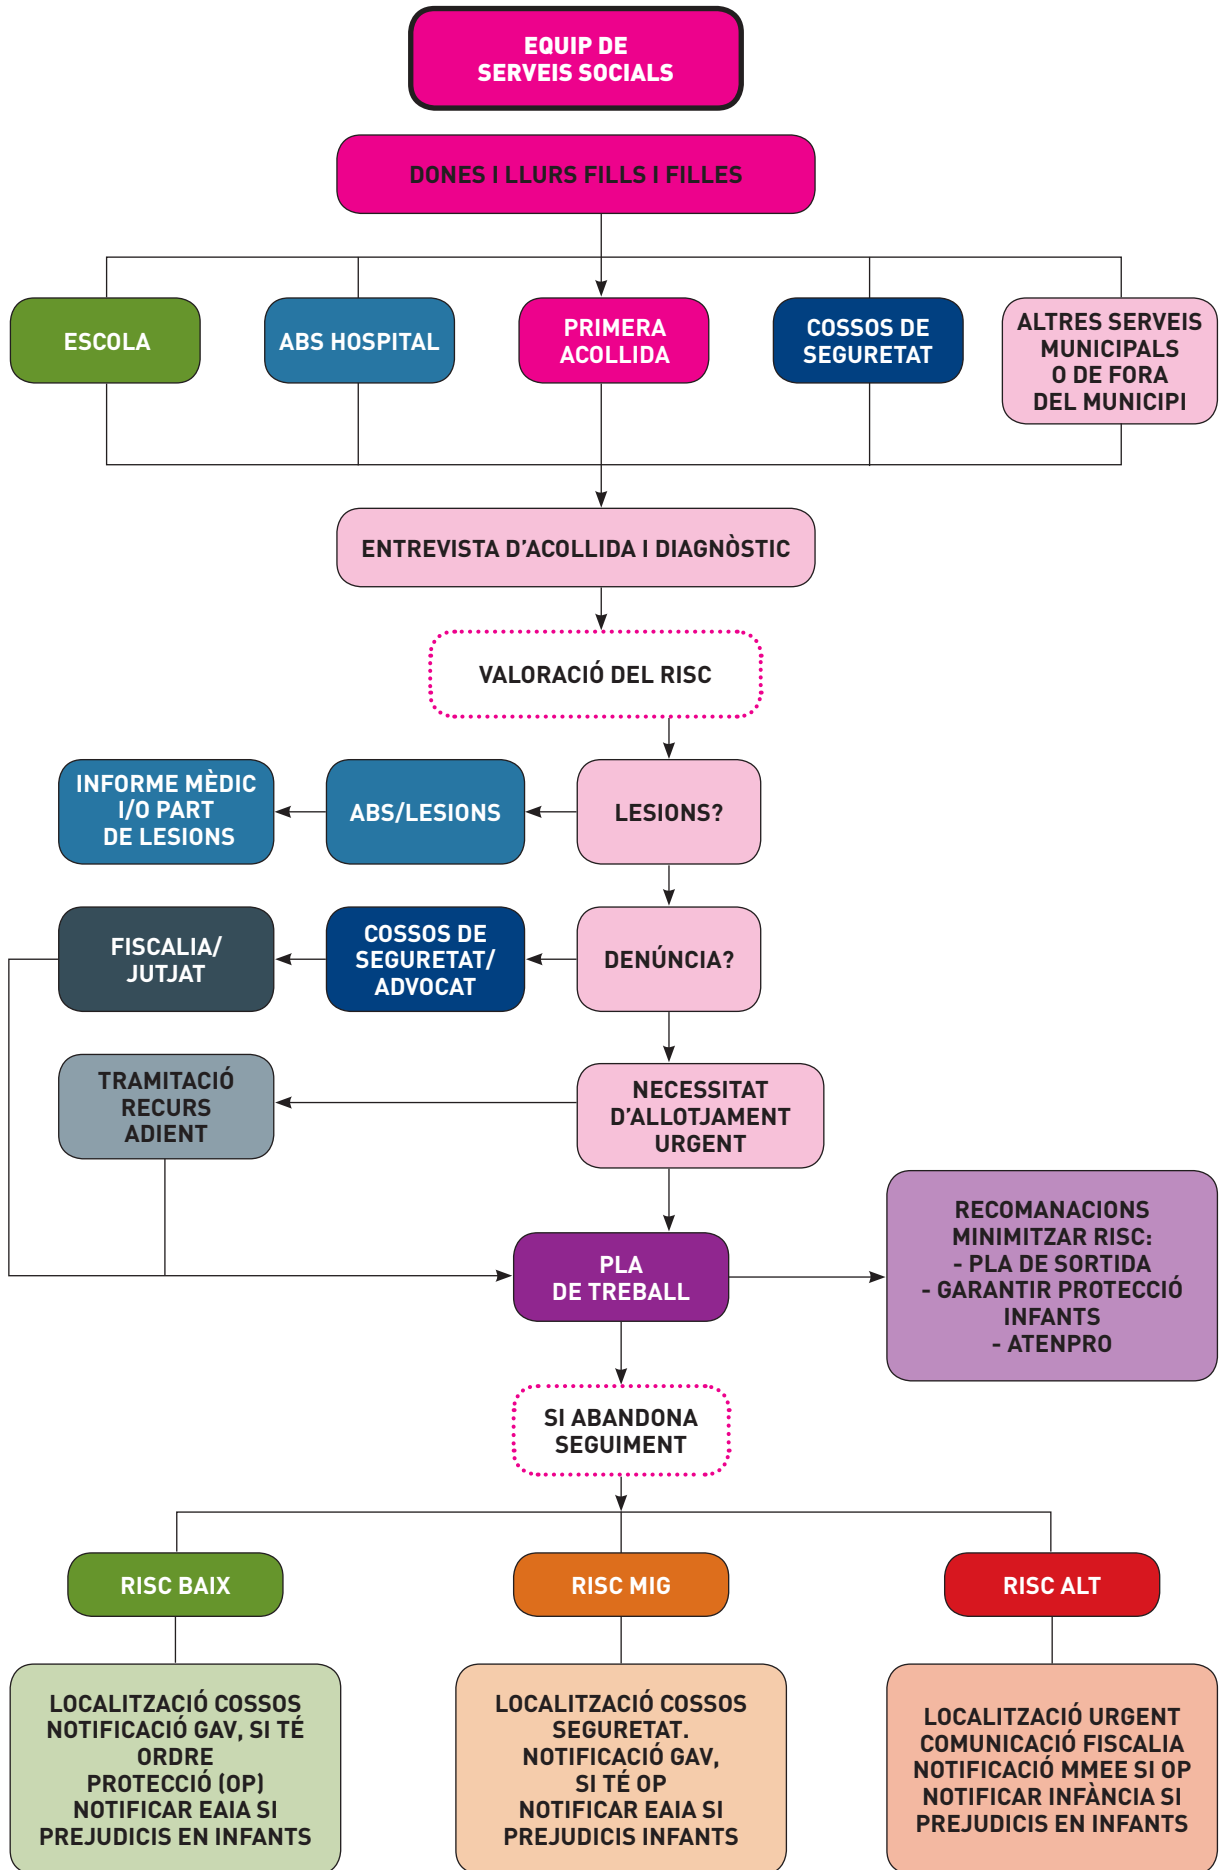 EQUIP DE
SERVEIS SOCIALS
DONES I LLURS FILLS I FILLES
ESCOLA
ABS HOSPITAL
PRIMERA
ACOLLIDA
COSSOS DE
SEGURETAT
ALTRES SERVEIS
MUNICIPALS
O DE FORA
DEL MUNICIPI
ENTREVISTA D'ACOLLIDA I DIAGNÒSTIC
VALORACIÓ DEL RISC
INFORME MÈDIC
I/O PART
DE LESIONS
ABS/LESIONS
LESIONS?
FISCALIA/
JUTJAT
COSSOS DE
SEGURETAT/
ADVOCAT
DENÚNCIA?
TRAMITACIÓ
RECURS
ADIENT
NECESSITAT
D'ALLOTJAMENT
URGENT
PLA
DE TREBALL
RECOMANACIONS
MINIMITZAR RISC:
- PLA DE SORTIDA
- GARANTIR PROTECCIÓ
INFANTS
- ATENPRO
SI ABANDONA
SEGUIMENT
RISC BAIX
RISC MIG
RISC ALT
LOCALITZACIÓ COSSOS
NOTIFICACIÓ GAV, SI TÉ
ORDRE
PROTECCIÓ (OP)
NOTIFICAR EAIA SI
PREJUDICIS EN INFANTS
LOCALITZACIÓ COSSOS
SEGURETAT.
NOTIFICACIÓ GAV,
SI TÉ OP
NOTIFICAR EAIA SI
PREJUDICIS INFANTS
LOCALITZACIÓ URGENT
COMUNICACIÓ FISCALIA
NOTIFICACIÓ MMEE SI OP
NOTIFICAR INFÀNCIA SI
PREJUDICIS EN INFANTS